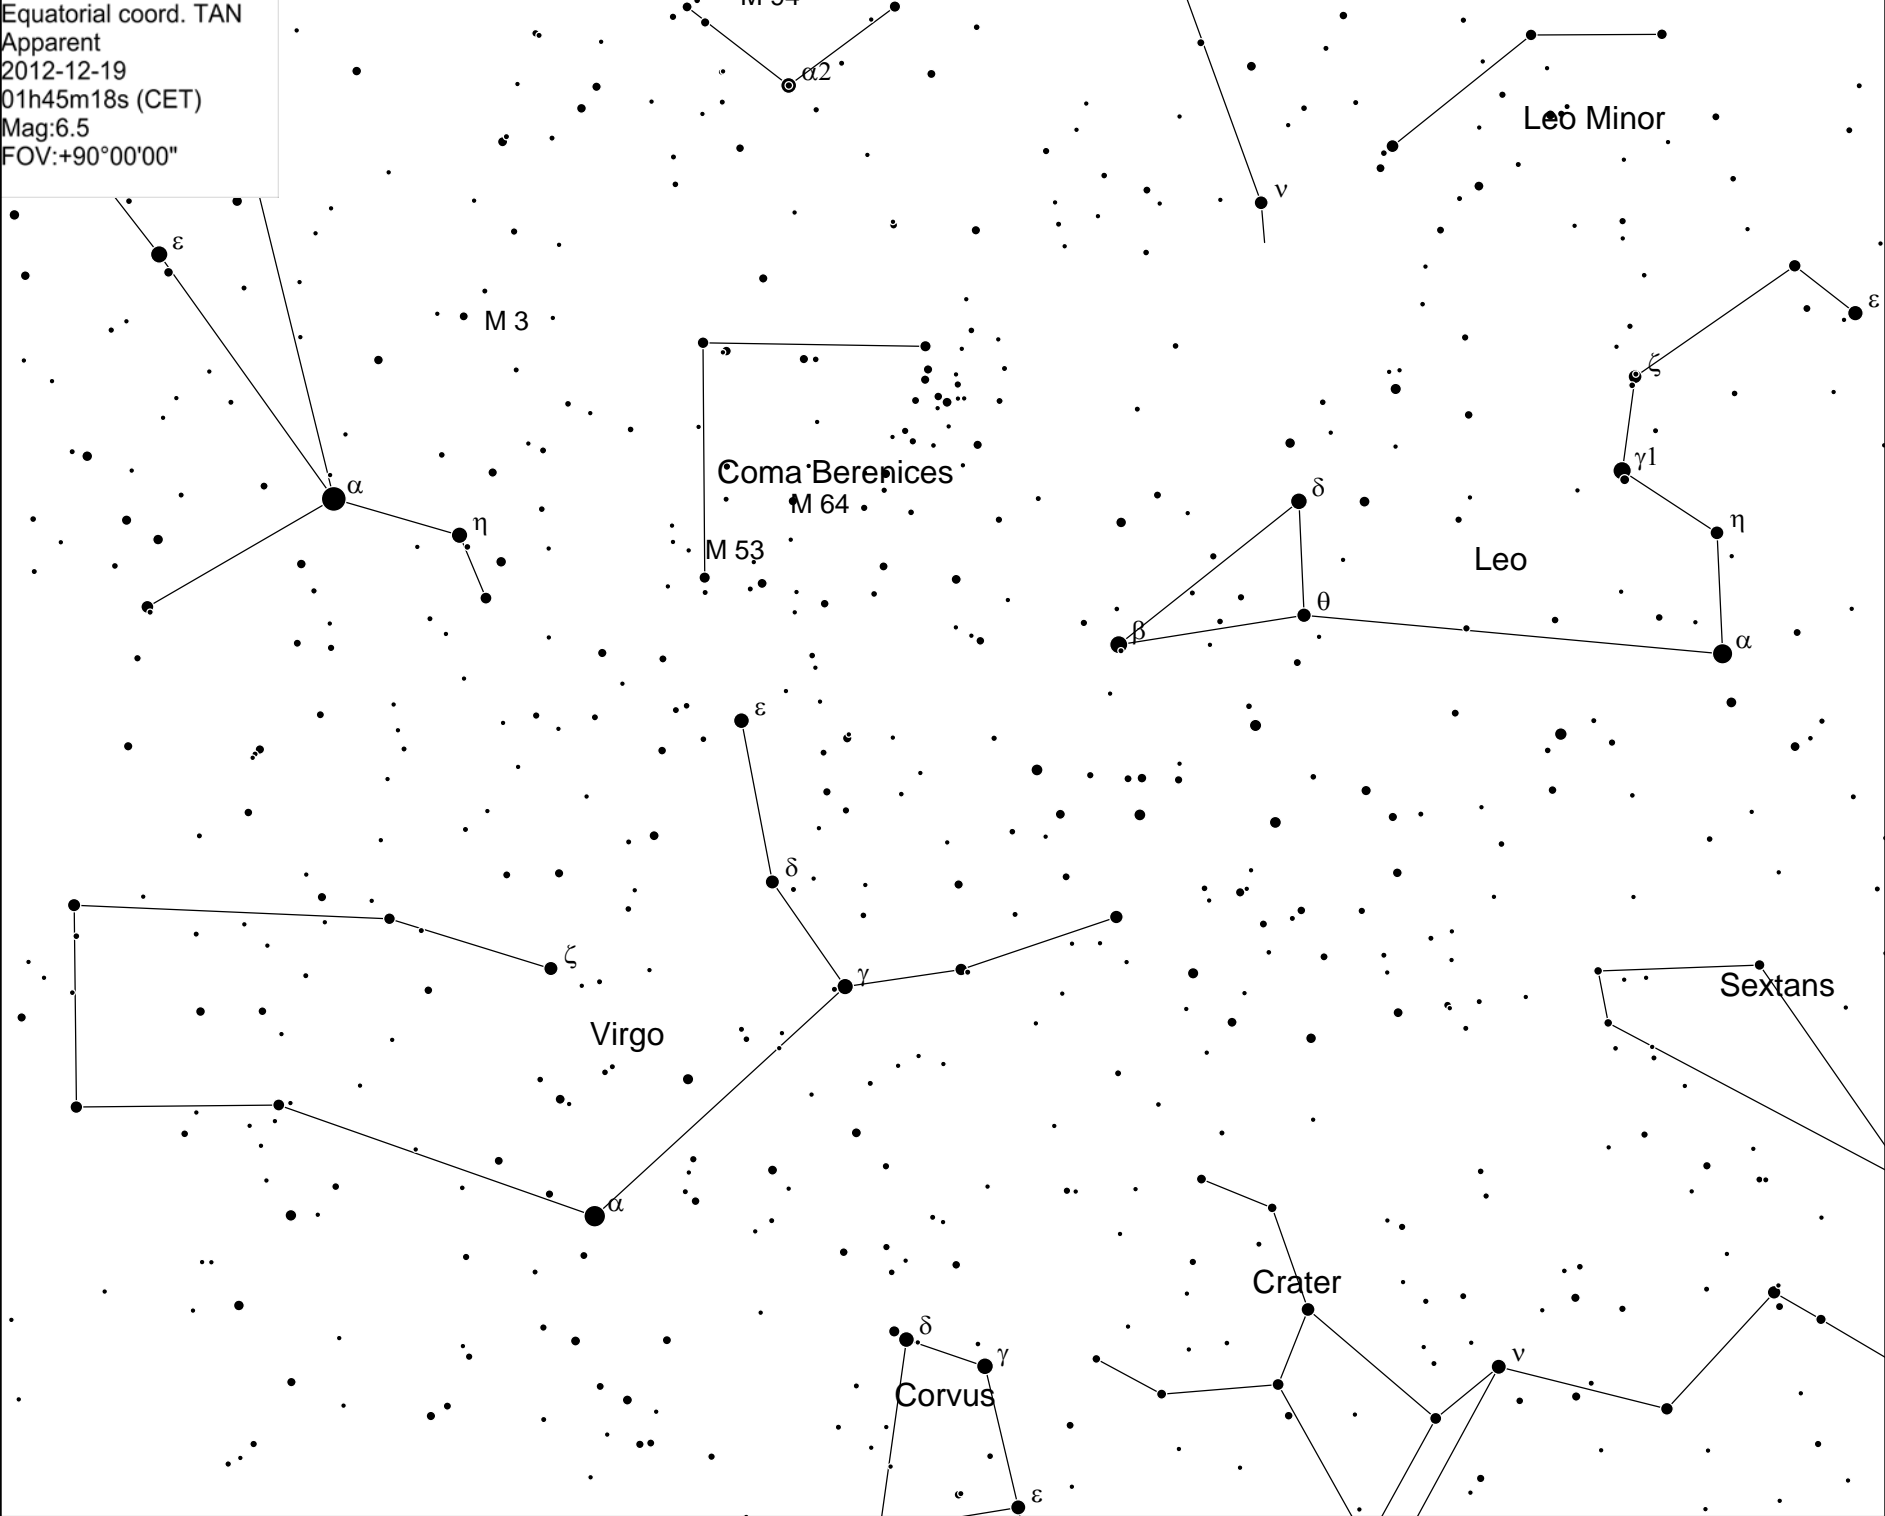 Equatorial coord. TAN
Apparent
2012-12-19
01h45m18s (CET)
Mag:6.5
FOV:+90°00'00"
M 94
α2
Leo Minor
ν
ε
M 3
ε
ζ
γ1
α
η
Coma Berenices
M 64
M 53
δ
η
Leo
θ
β
α
ε
δ
ζ
γ
Virgo
Sextans
α
Crater
δ
γ
ν
Corvus
ε